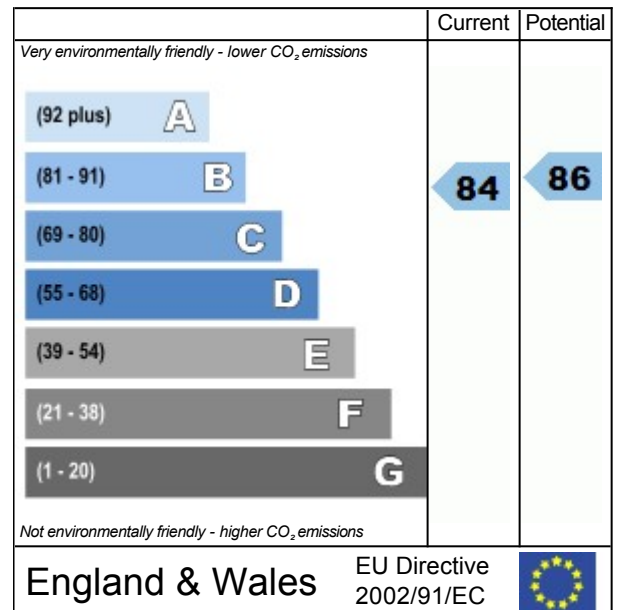 Current Potential
Very environmentally friendly - lower CO₂ emissions
(92 plus) A
(81 - 91) B
84 86
(69 - 80) C
(55 - 68) D
(39 - 54) E
(21 - 38) F
(1 - 20) G
Not environmentally friendly - higher CO₂ emissions
England & Wales
EU Directive
2002/91/EC